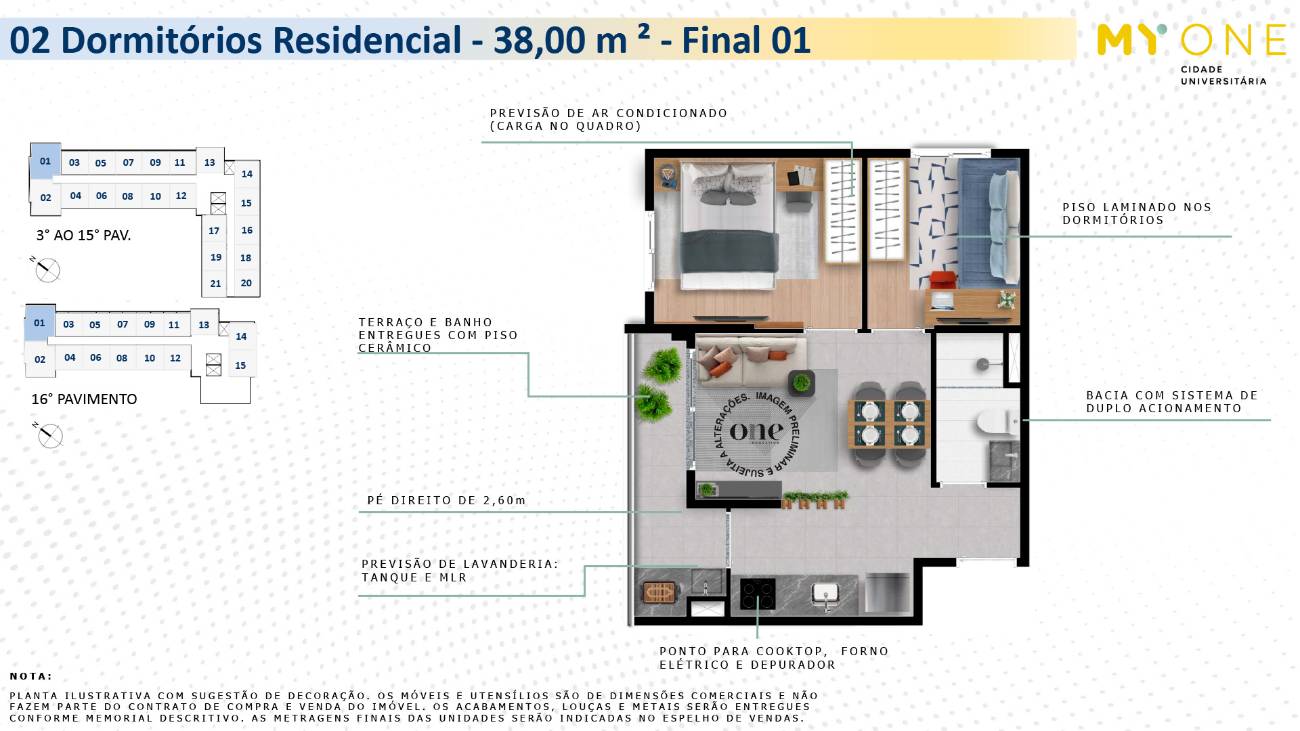 02 Dormitórios Residencial - 38,00 m ² - Final 01
MY ONE
CIDADE
UNIVERSITÁRIA
PREVISÃO DE AR CONDICIONADO
(CARGA NO QUADRO)
01 03 05 07 09 11 13 14
02 04 06 08 10 12 15
17 16
19 18
21 20
3° AO 15° PAV.
N
01 03 05 07 09 11 13 14
02 04 06 08 10 12 15
16° PAVIMENTO
N
PISO LAMINADO NOS
DORMITÓRIOS
TERRAÇO E BANHO
ENTREGUES COM PISO
CERÂMICO
BACIA COM SISTEMA DE
DUPLO ACIONAMENTO
IMAGEM PRELIMINAR E SUJEITA A ALTERAÇÕES.
one
PÉ DIREITO DE 2,60m
PREVISÃO DE LAVANDERIA:
TANQUE E MLR
PONTO PARA COOKTOP, FORNO
ELÉTRICO E DEPURADOR
NOTA:
PLANTA ILUSTRATIVA COM SUGESTÃO DE DECORAÇÃO. OS MÓVEIS E UTENSÍLIOS SÃO DE DIMENSÕES COMERCIAIS E NÃO
FAZEM PARTE DO CONTRATO DE COMPRA E VENDA DO IMÓVEL. OS ACABAMENTOS, LOUÇAS E METAIS SERÃO ENTREGUES
CONFORME MEMORIAL DESCRITIVO. AS METRAGENS FINAIS DAS UNIDADES SERÃO INDICADAS NO ESPELHO DE VENDAS.